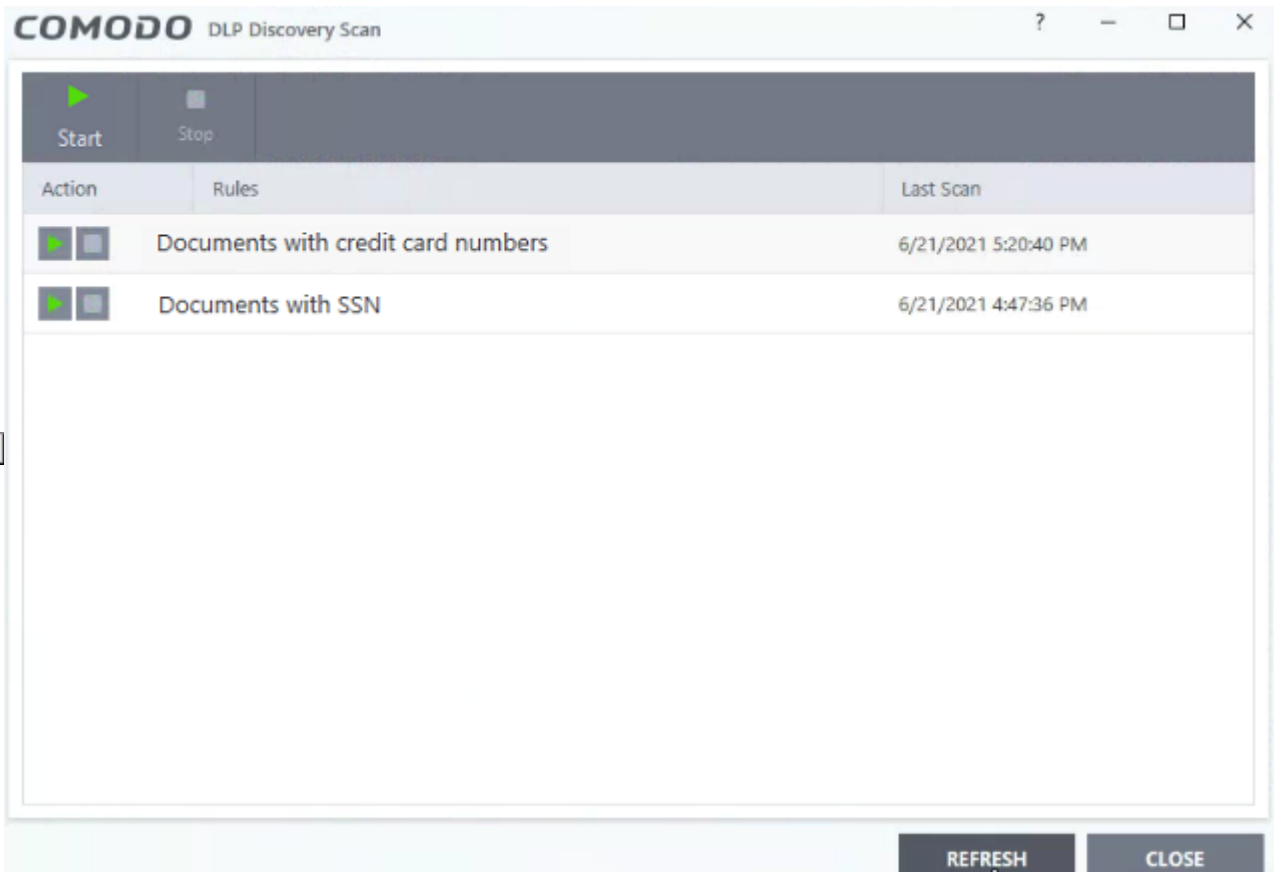 COMODO DLP Discovery Scan ?
Start Stop
Action Rules Last Scan
Documents with credit card numbers 6/21/2021 5:20:40 PM
Documents with SSN 6/21/2021 4:47:36 PM
REFRESH CLOSE